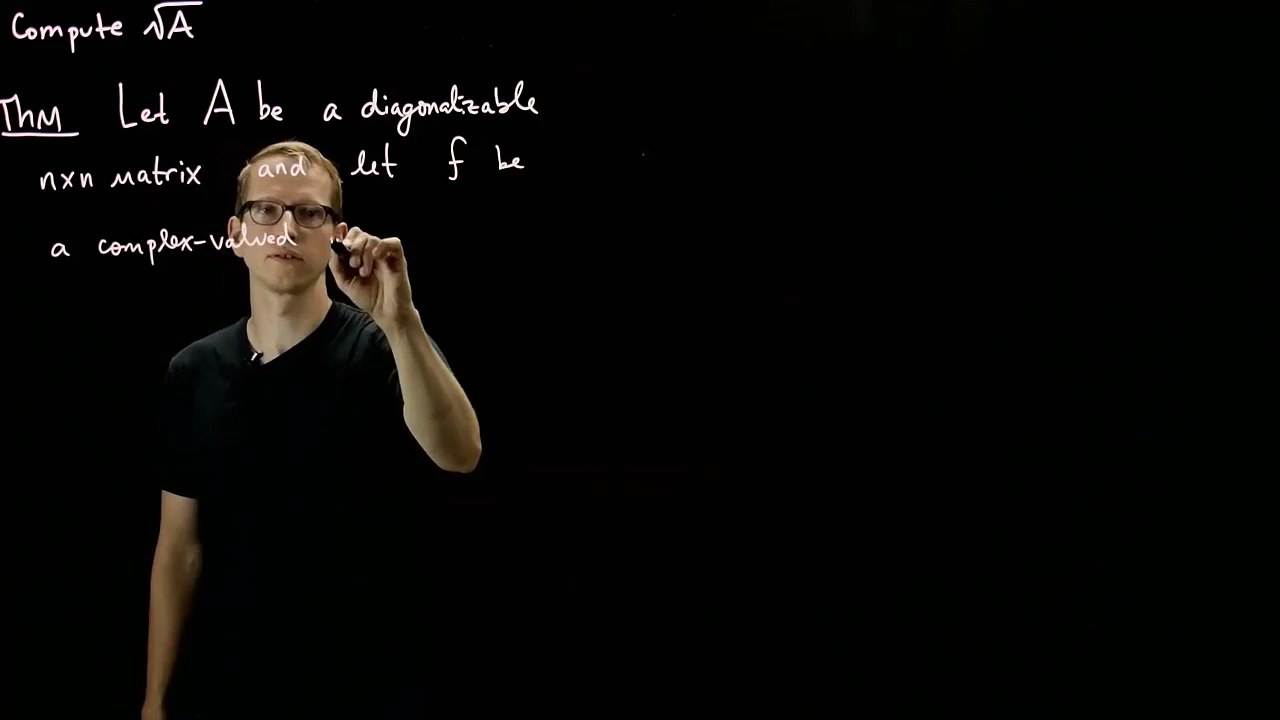 Compute √A
Thm Let A be a diagonalizable
n×n matrix and let f be
a complex-valued